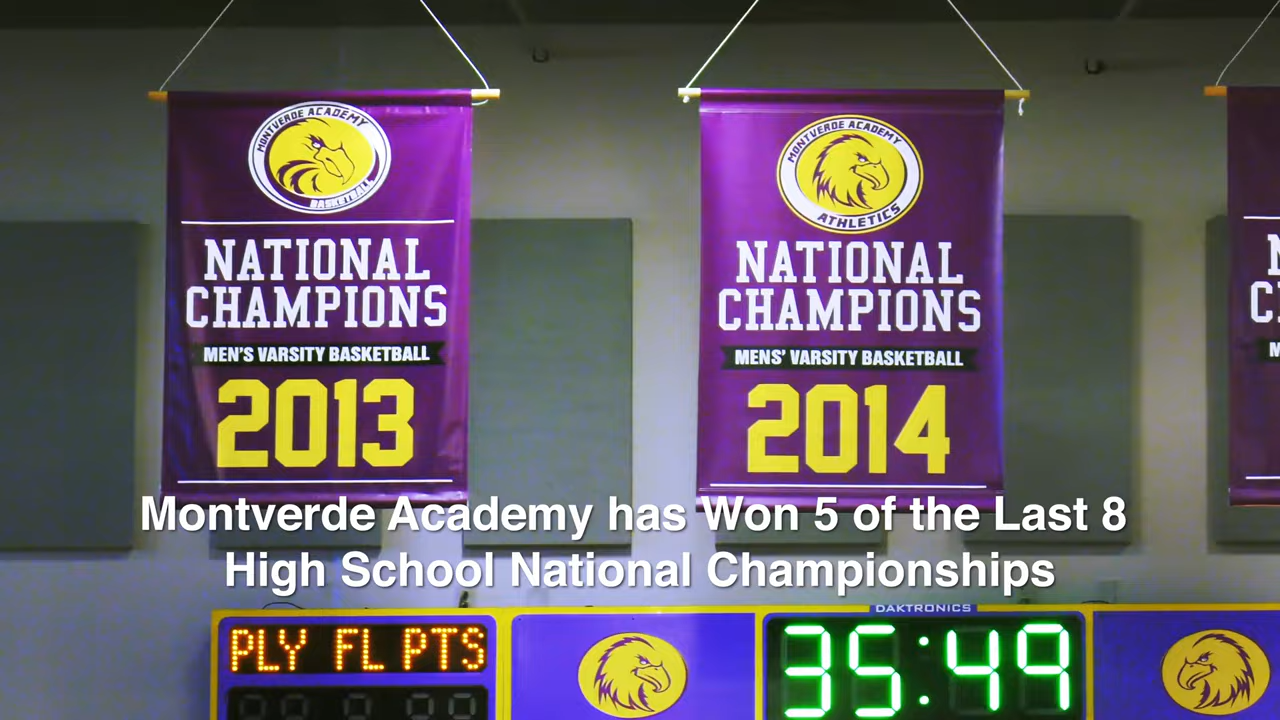 MONTVERDE ACADEMY
BASKETBALL
NATIONAL
CHAMPIONS
MEN'S VARSITY BASKETBALL
2013
MONTVERDE ACADEMY
ATHLETICS
NATIONAL
CHAMPIONS
MENS' VARSITY BASKETBALL
2014
Montverde Academy has Won 5 of the Last 8
High School National Championships
DAKTRONICS
PLY FL PTS
35:49